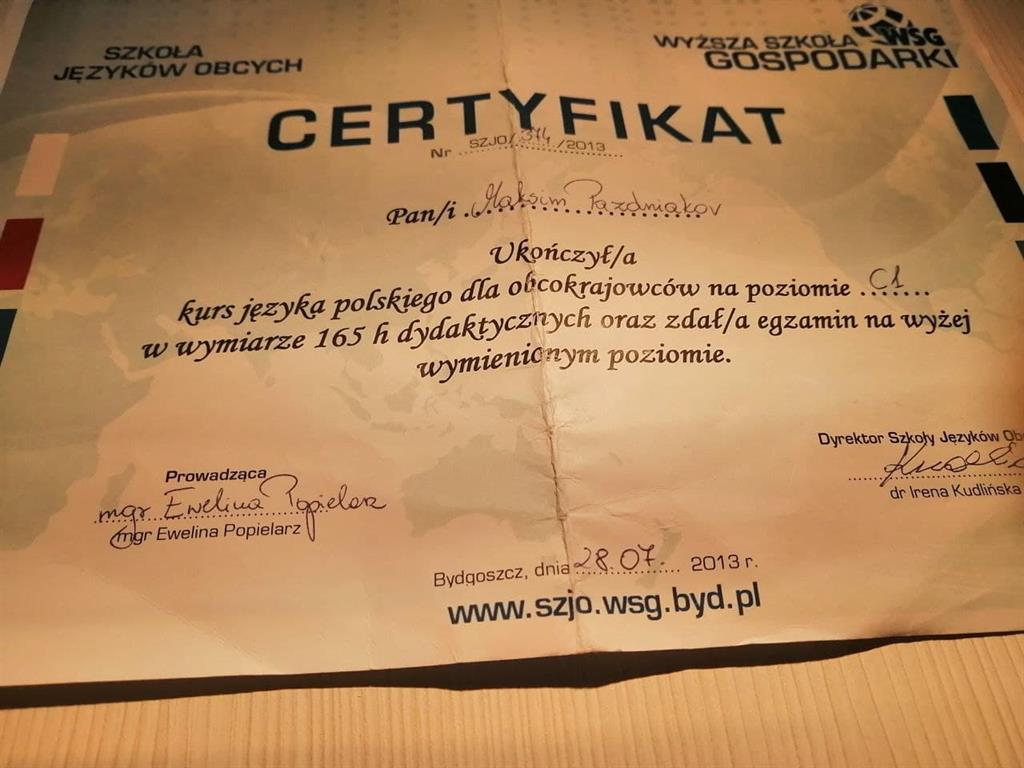 SZKOŁA
JĘZYKÓW OBCYCH
WYŻSZA SZKOŁA WSG
GOSPODARKI
CERTYFIKAT
Nr SZJO/374/2013
Pan/i Maksim Pazdniakov
Ukończył/a
kurs języka polskiego dla obcokrajowców na poziomie C1
w wymiarze 165 h dydaktycznych oraz zdał/a egzamin na wyżej
wymienionym poziomie.
Prowadząca
mgr Ewelina Popielarz
mgr Ewelina Popielarz
Dyrektor Szkoły Języków Ob
dr Irena Kudlińska
Bydgoszcz, dnia 28.07. 2013 r.
www.szjo.wsg.byd.pl